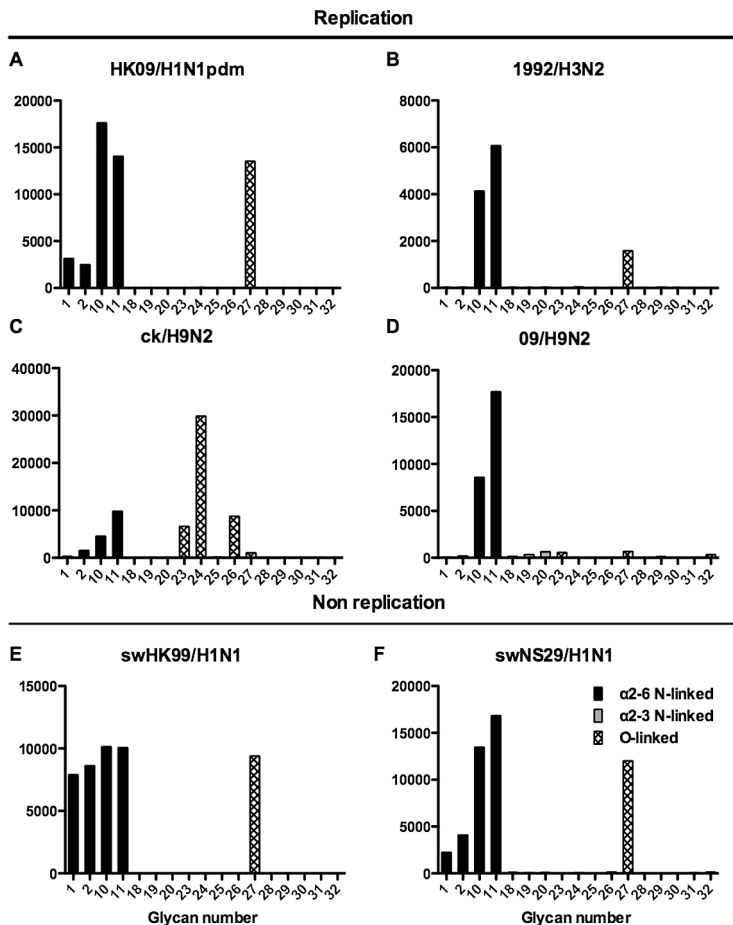 Replication
A
HK09/H1N1pdm
20000
15000
10000
5000
0
1 2 10 11 18 19 20 23 24 26 27 28 29 30 31 32
B
1992/H3N2
8000
6000
4000
2000
0
1 2 10 11 18 19 20 23 24 26 27 28 29 30 31 32
C
ck/H9N2
40000
30000
20000
10000
0
1 2 10 11 18 19 20 23 24 26 27 28 29 30 31 32
D
09/H9N2
20000
15000
10000
5000
0
1 2 10 11 18 19 20 23 24 26 27 28 29 30 31 32
Non replication
E
swHK99/H1N1
15000
10000
5000
0
1 2 10 11 18 19 20 23 24 26 27 28 29 30 31 32
Glycan number
F
swNS29/H1N1
20000
15000
10000
5000
0
α2-6 N-linked
α2-3 N-linked
O-linked
1 2 10 11 18 19 20 23 24 26 27 28 29 30 31 32
Glycan number